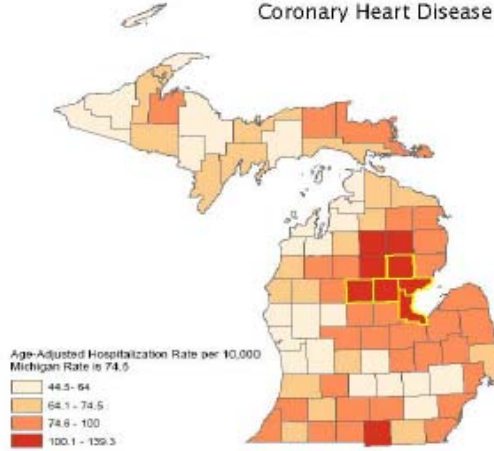 Coronary Heart Disease
Age-Adjusted Hospitalization Rate per 10,000
Michigan Rate is 74.5
44.5- 64
64.1 - 74.5
74.6 - 100
100.1 - 139.3